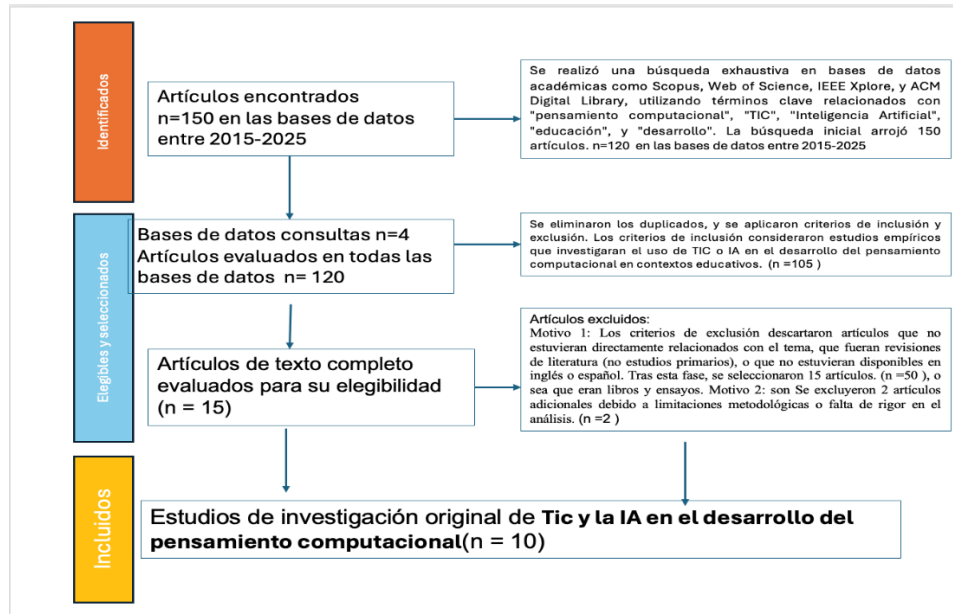 Identificados
Artículos encontrados
n=150 en las bases de datos
entre 2015-2025
Se realizó una búsqueda exhaustiva en bases de datos
académicas como Scopus, Web of Science, IEEE Xplore, y ACM
Digital Library, utilizando términos clave relacionados con
"pensamiento computacional", "TIC", "Inteligencia Artificial",
"educación", y "desarrollo". La búsqueda inicial arrojó 150
artículos. n=120 en las bases de datos entre 2015-2025
Elegibles y seleccionados
Bases de datos consultas n=4
Artículos evaluados en todas las
bases de datos n= 120
Se eliminaron los duplicados, y se aplicaron criterios de inclusión y
exclusión. Los criterios de inclusión consideraron estudios empíricos
que investigaran el uso de TIC o IA en el desarrollo del pensamiento
computacional en contextos educativos. (n =105 )
Artículos de texto completo
evaluados para su elegibilidad
(n = 15)
Artículos excluidos:
Motivo 1: Los criterios de exclusión descartaron artículos que no
estuvieran directamente relacionados con el tema, que fueran revisiones
de literatura (no estudios primarios), o que no estuvieran disponibles en
inglés o español. Tras esta fase, se seleccionaron 15 artículos. (n =50 ), o
sea que eran libros y ensayos. Motivo 2: son Se excluyeron 2 artículos
adicionales debido a limitaciones metodológicas o falta de rigor en el
análisis. (n =2 )
Incluidos
Estudios de investigación original de Tic y la IA en el desarrollo del
pensamiento computacional(n = 10)